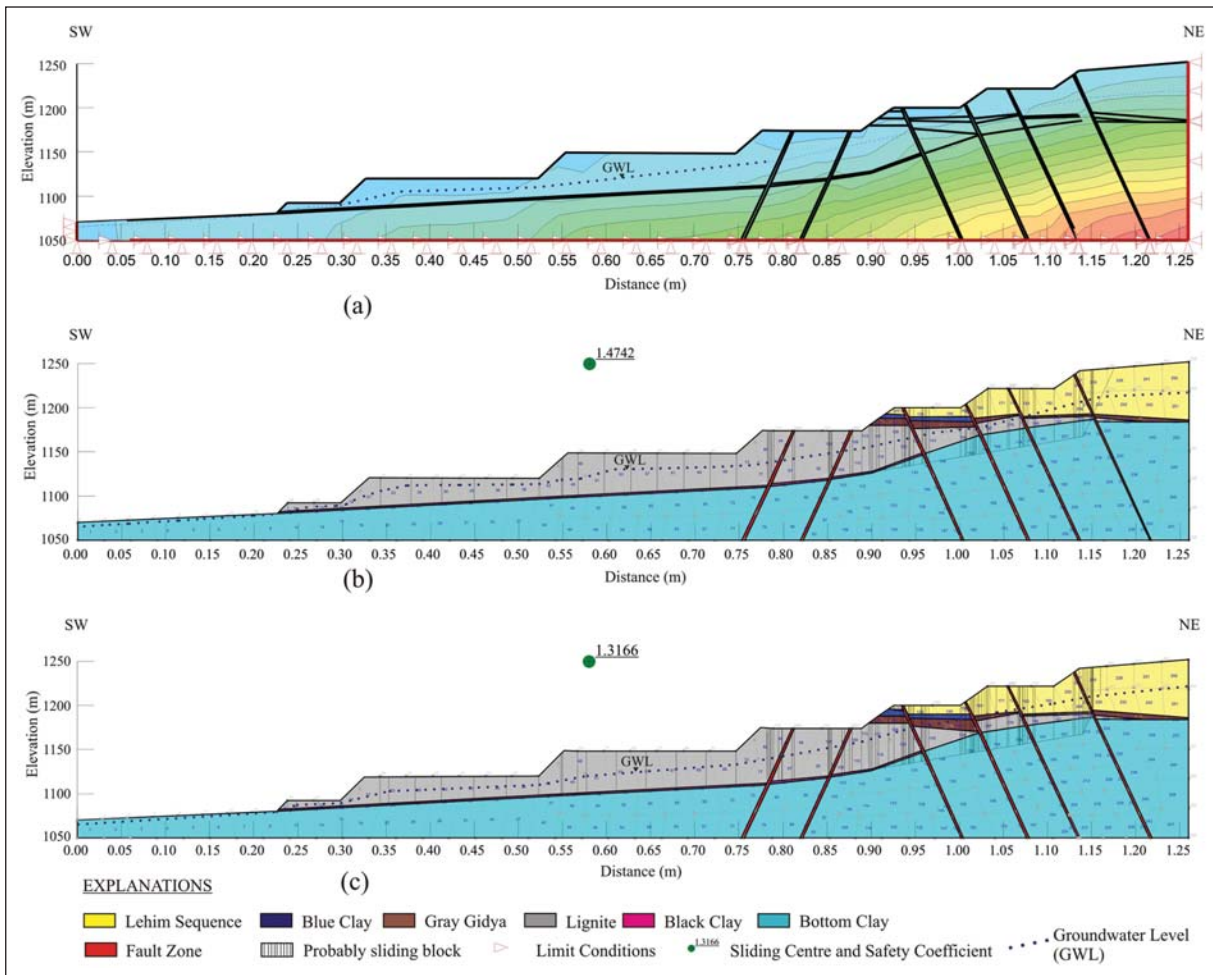 SW NE
1250
1200
1150
1100
1050
Elevation (m)
GWL
0.00 0.05 0.10 0.15 0.20 0.25 0.30 0.35 0.40 0.45 0.50 0.55 0.60 0.65 0.70 0.75 0.80 0.85 0.90 0.95 1.00 1.05 1.10 1.15 1.20 1.25
Distance (m)
(a)
SW NE
1.4742
1250
1200
1150
1100
1050
Elevation (m)
GWL
0.00 0.05 0.10 0.15 0.20 0.25 0.30 0.35 0.40 0.45 0.50 0.55 0.60 0.65 0.70 0.75 0.80 0.85 0.90 0.95 1.00 1.05 1.10 1.15 1.20 1.25
Distance (m)
(b)
SW NE
1.3166
1250
1200
1150
1100
1050
Elevation (m)
GWL
0.00 0.05 0.10 0.15 0.20 0.25 0.30 0.35 0.40 0.45 0.50 0.55 0.60 0.65 0.70 0.75 0.80 0.85 0.90 0.95 1.00 1.05 1.10 1.15 1.20 1.25
Distance (m)
(c)
EXPLANATIONS
Lehim Sequence Blue Clay Gray Gidya Lignite Black Clay Bottom Clay
Fault Zone Probably sliding block Limit Conditions 1.3166 Sliding Centre and Safety Coefficient Groundwater Level
(GWL)